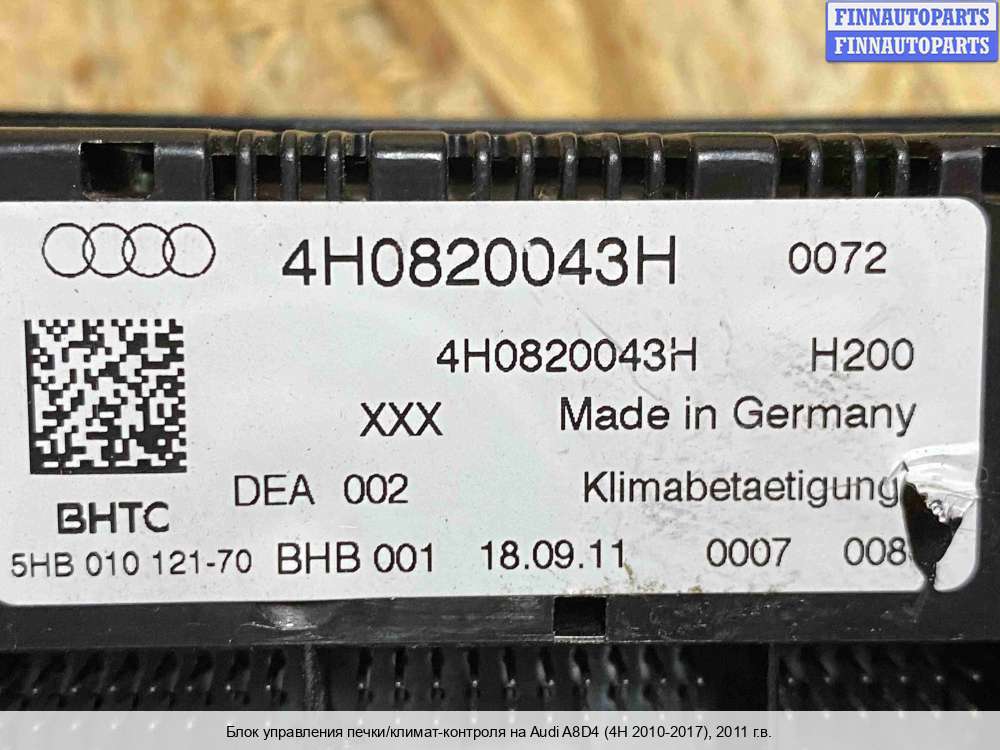 FINNAUTOPARTS
FINNAUTOPARTS
4H0820043H 0072
4H0820043H H200
XXX Made in Germany
DEA 002 Klimabetaetigung
BHTC
5HB 010 121-70 BHB 001 18.09.11 0007
Блок управления печки/климат-контроля на Audi A8D4 (4H 2010-2017), 2011 г.в.